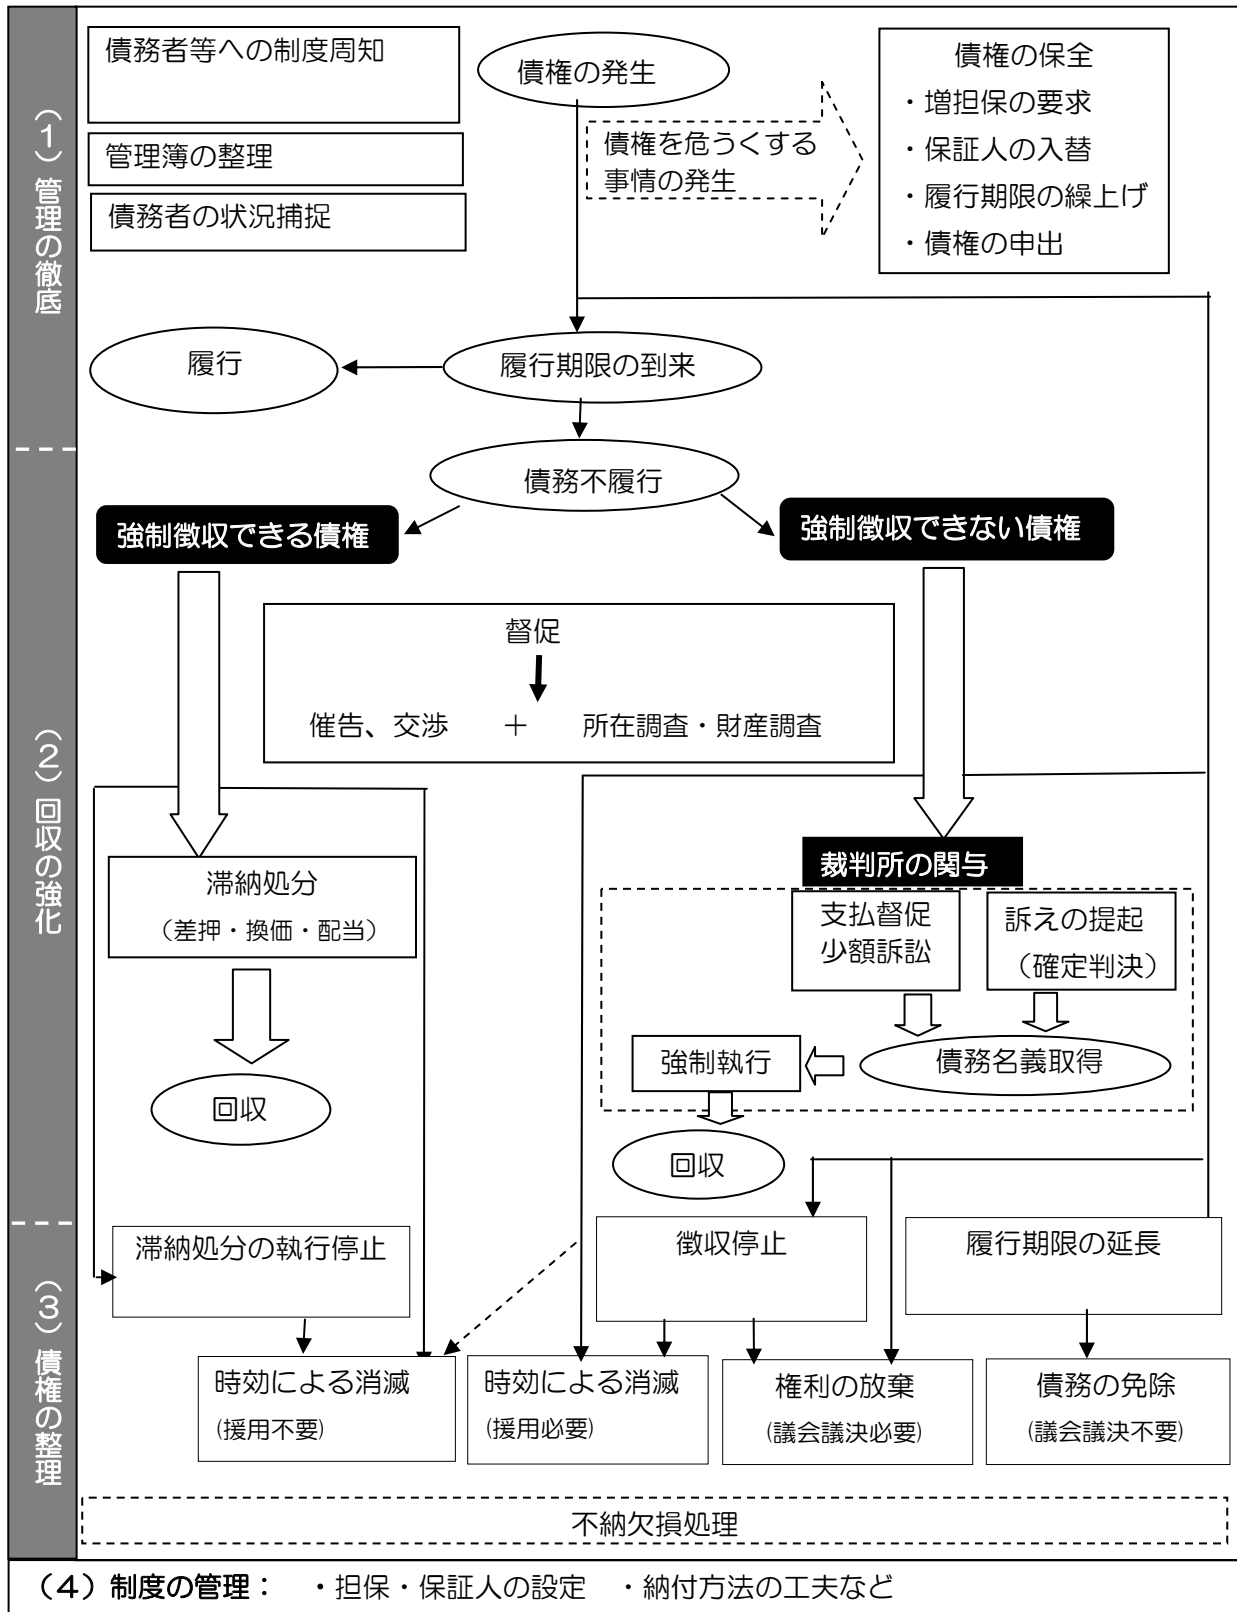 （１）管理の徹底
債務者等への制度周知
管理簿の整理
債務者の状況捕捉
債権の発生
債権を危うくする
事情の発生
債権の保全
・増担保の要求
・保証人の入替
・履行期限の繰上げ
・債権の申出
履行
履行期限の到来
（２）回収の強化
債務不履行
強制徴収できる債権
強制徴収できない債権
督促
催告、交渉　＋　所在調査・財産調査
滞納処分
（差押・換価・配当）
回収
裁判所の関与
支払督促
少額訴訟
訴えの提起
（確定判決）
強制執行
債務名義取得
回収
（３）債権の整理
滞納処分の執行停止
徴収停止
履行期限の延長
時効による消滅
(援用不要)
時効による消滅
(援用必要)
権利の放棄
(議会議決必要)
債務の免除
(議会議決不要)
不納欠損処理
（４）制度の管理：　・担保・保証人の設定　・納付方法の工夫など